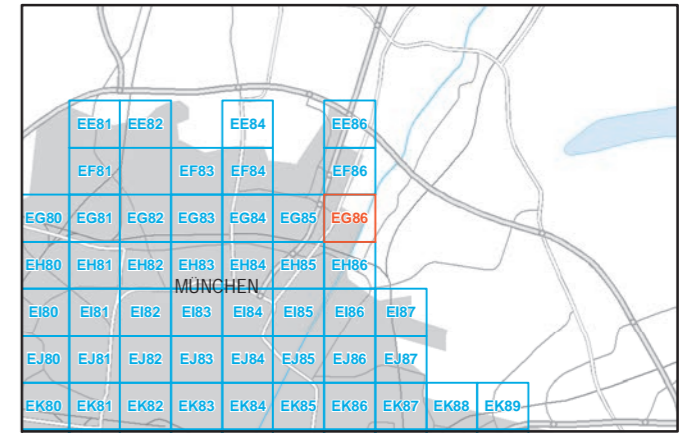 EE81 EE82 EE84 EE86
EF81 EF83 EF84 EF86
EG80 EG81 EG82 EG83 EG84 EG85 EG86
EH80 EH81 EH82 EH83 EH84 EH85 EH86
MÜNCHEN
EI80 EI81 EI82 EI83 EI84 EI85 EI86 EI87
EJ80 EJ81 EJ82 EJ83 EJ84 EJ85 EJ86 EJ87
EK80 EK81 EK82 EK83 EK84 EK85 EK86 EK87 EK88 EK89